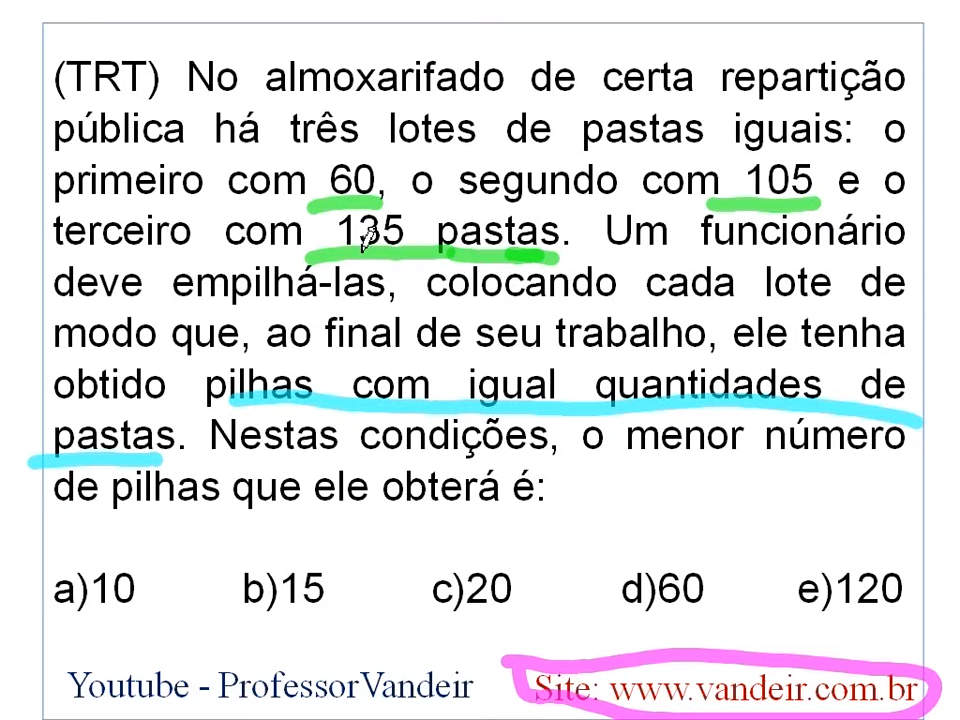 (TRT) No almoxarifado de certa repartição
pública há três lotes de pastas iguais: o
primeiro com 60, o segundo com 105 e o
terceiro com 135 pastas. Um funcionário
deve empilhá-las, colocando cada lote de
modo que, ao final de seu trabalho, ele tenha
obtido pilhas com igual quantidades de
pastas. Nestas condições, o menor número
de pilhas que ele obterá é:
a)10 b)15 c)20 d)60 e)120
Youtube - ProfessorVandeir Site: www.vandeir.com.br